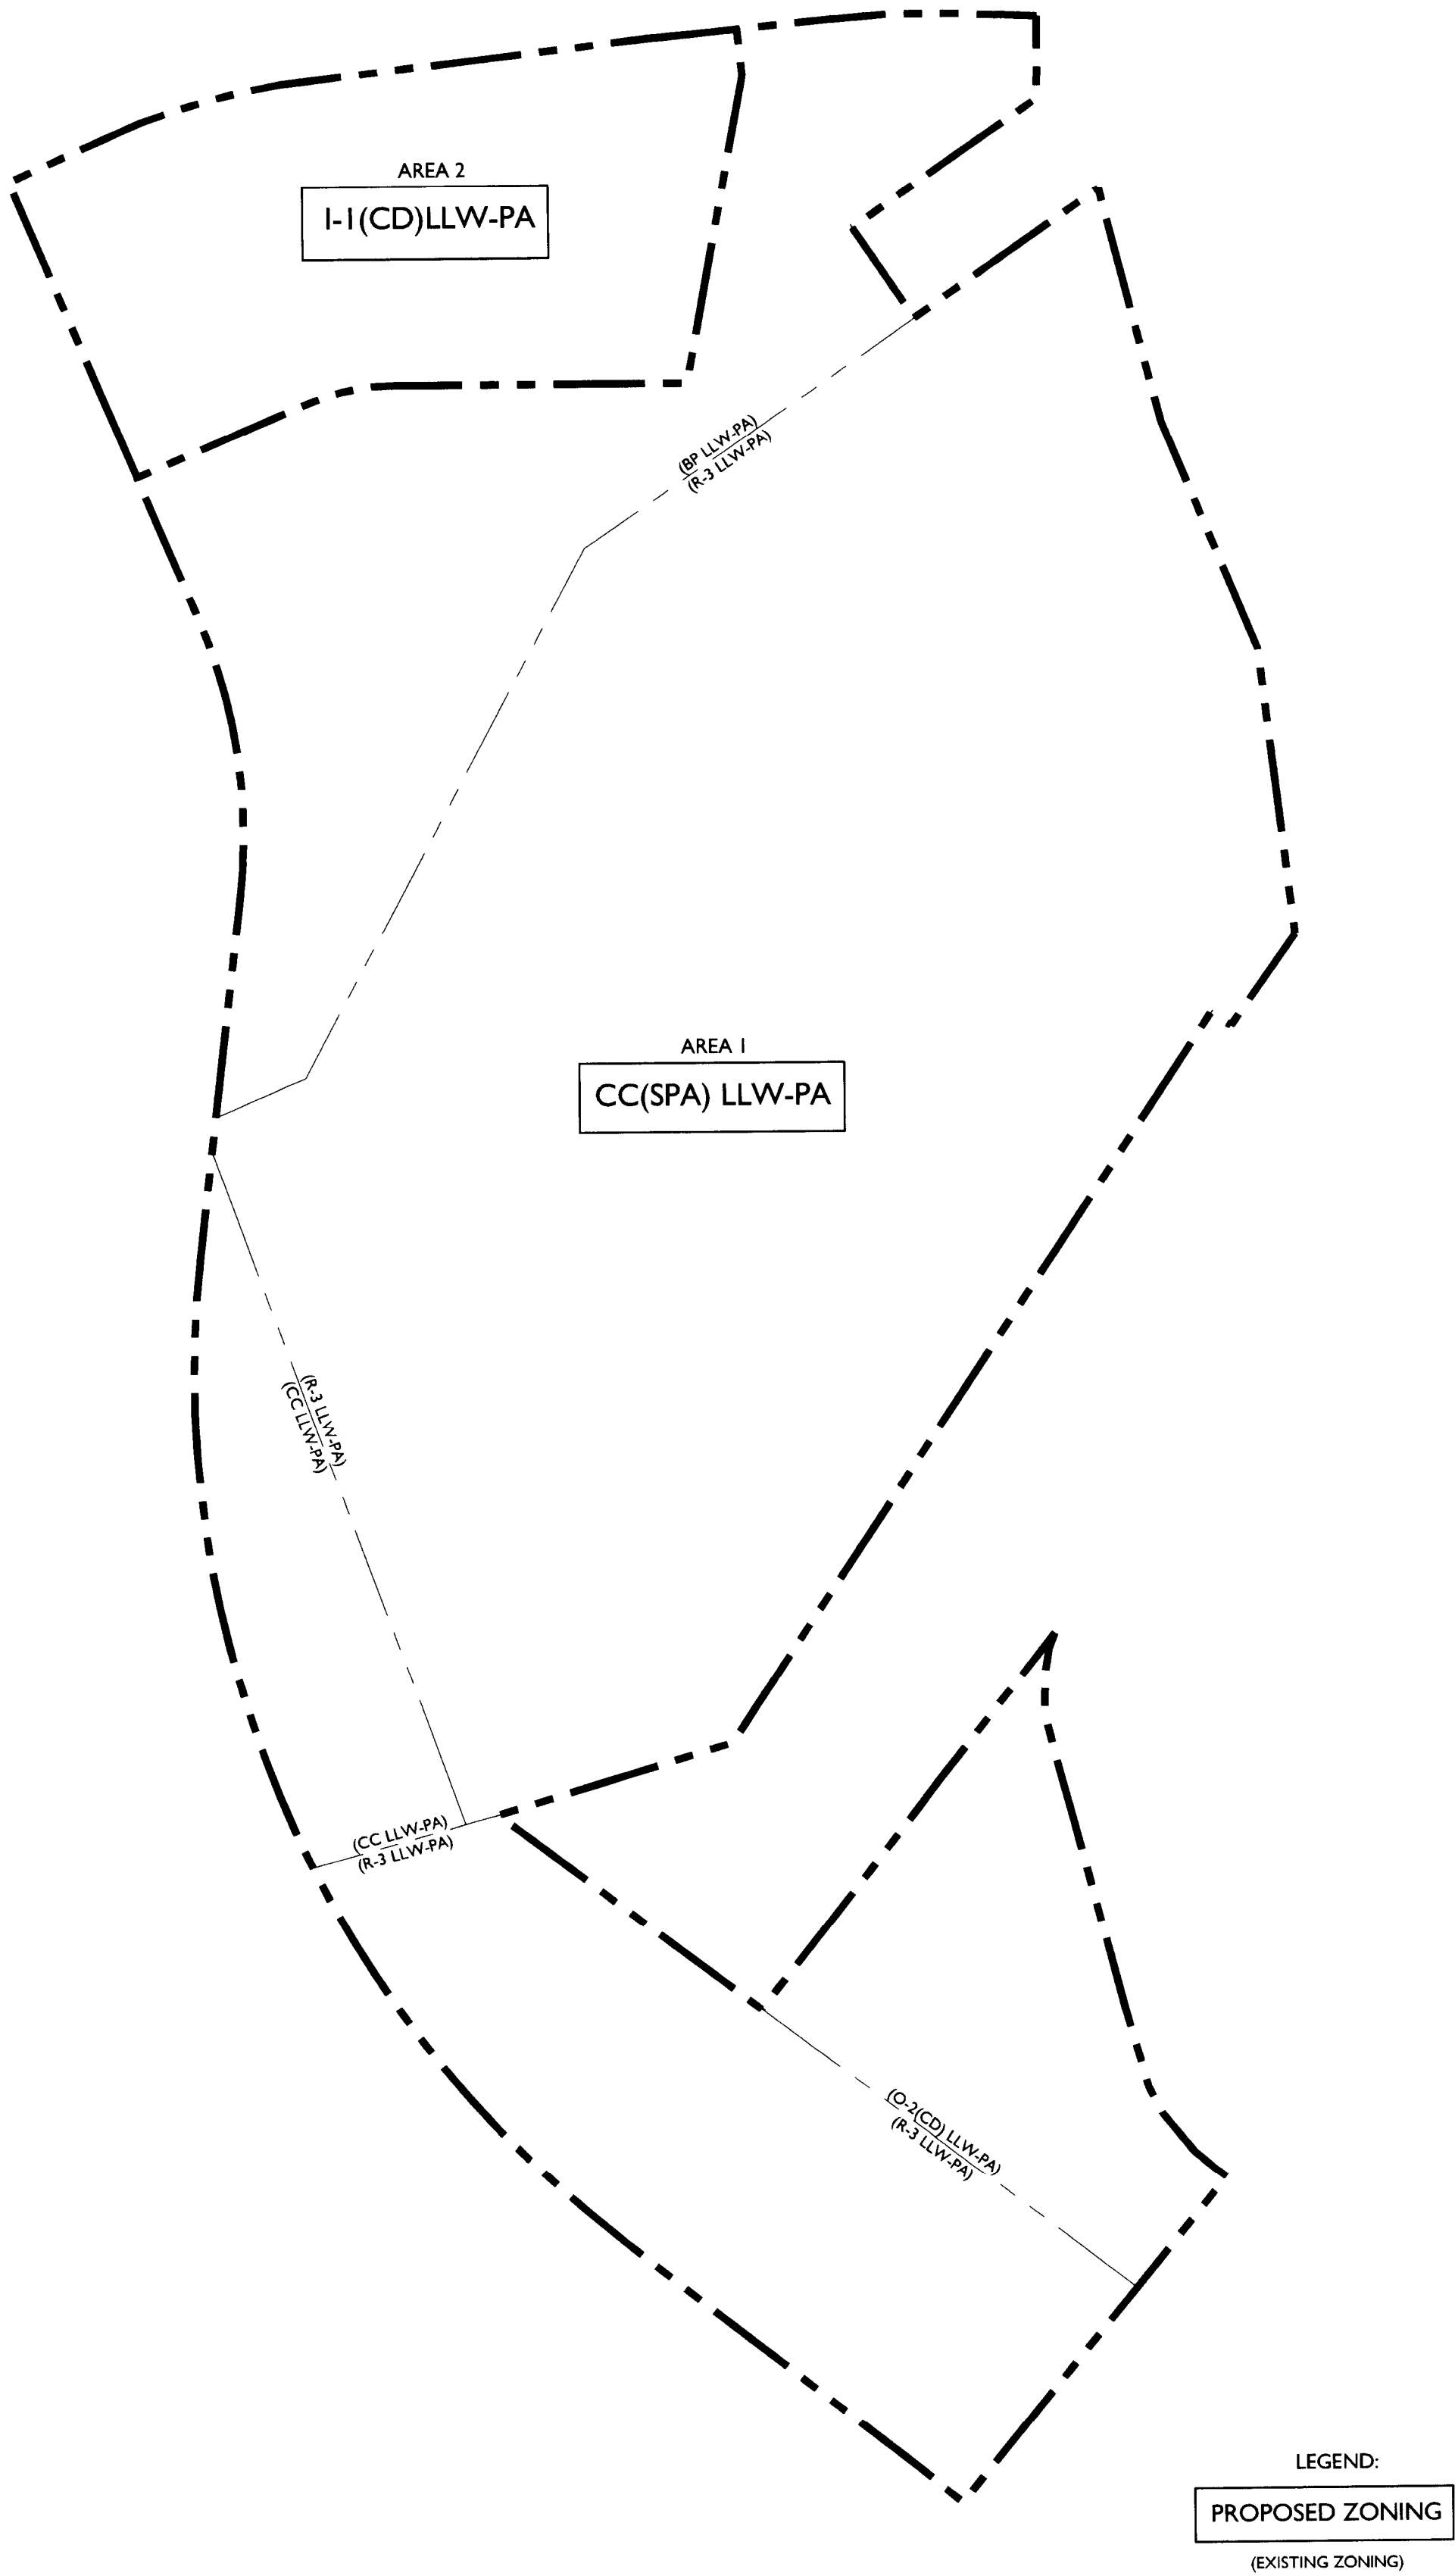 AREA 2
I-1(CD)LLW-PA
(BP LLW-PA)
(R-3 LLW-PA)
AREA 1
CC(SPA) LLW-PA
(R-3 LLW-PA)
(CC LLW-PA)
(CC LLW-PA)
(R-3 LLW-PA)
(O-2(CD) LLW-PA)
(R-3 LLW-PA)
LEGEND:
PROPOSED ZONING
(EXISTING ZONING)